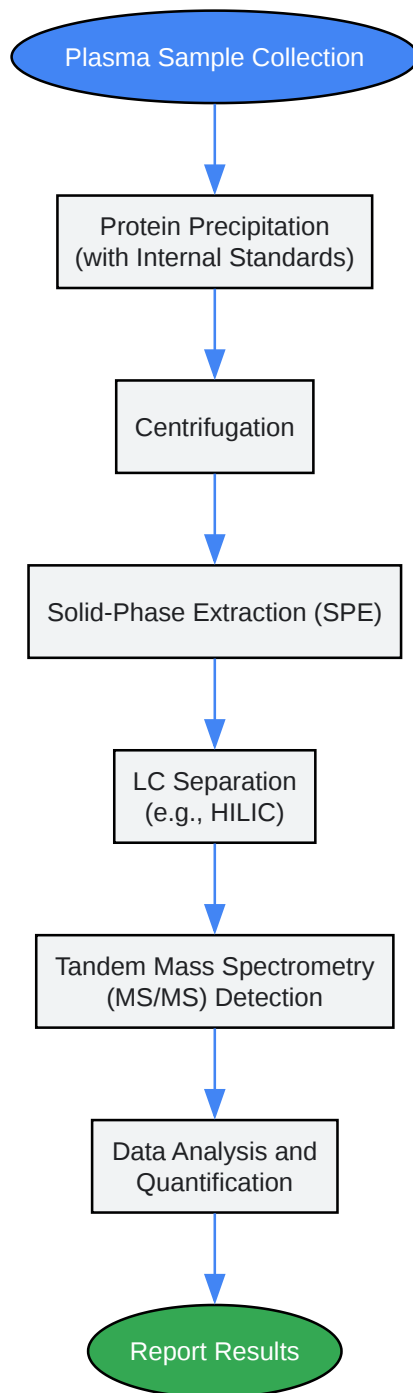 Plasma Sample Collection
Protein Precipitation
(with Internal Standards)
Centrifugation
Solid-Phase Extraction (SPE)
LC Separation
(e.g., HILIC)
Tandem Mass Spectrometry
(MS/MS) Detection
Data Analysis and
Quantification
Report Results